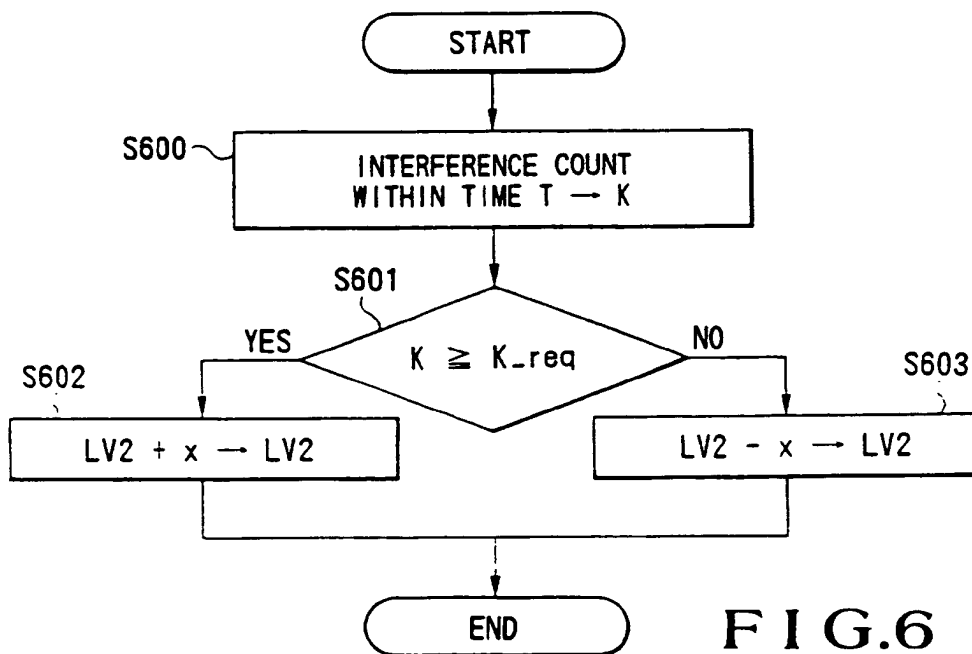 START
S600
INTERFERENCE COUNT
WITHIN TIME T → K
S601
YES
K ≧ K_req
NO
S602
LV2 + x → LV2
S603
LV2 - x → LV2
END
FIG.6